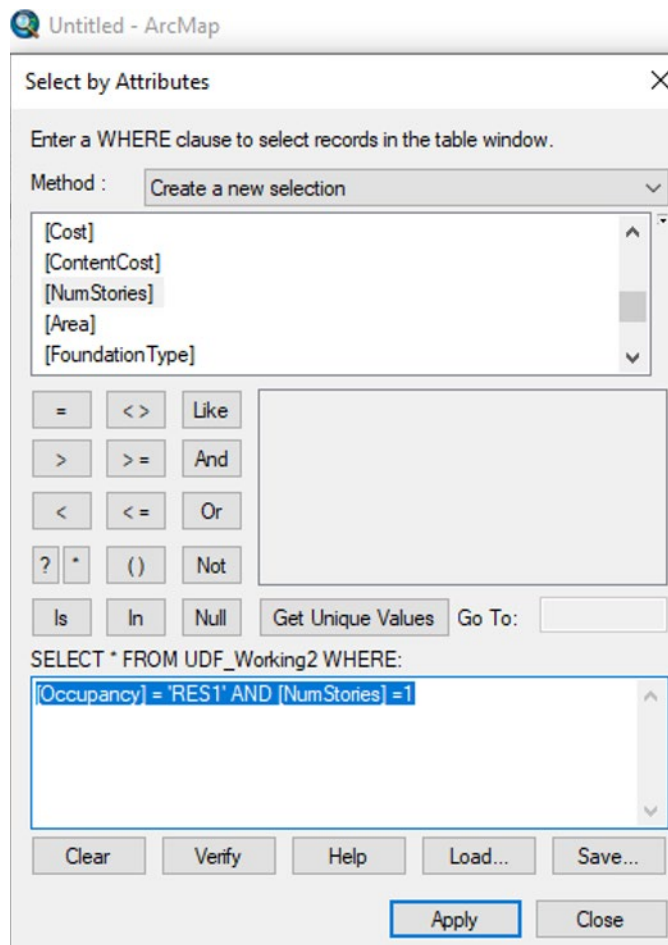 Untitled - ArcMap
Select by Attributes
Enter a WHERE clause to select records in the table window.
Method : Create a new selection
[Cost]
[ContentCost]
[NumStories]
[Area]
[FoundationType]
= < > Like
> > = And
< < = Or
? * ( ) Not
Is In Null Get Unique Values Go To:
SELECT * FROM UDF_Working2 WHERE:
[Occupancy] = 'RES1' AND [NumStories] =1
Clear Verify Help Load... Save...
Apply Close